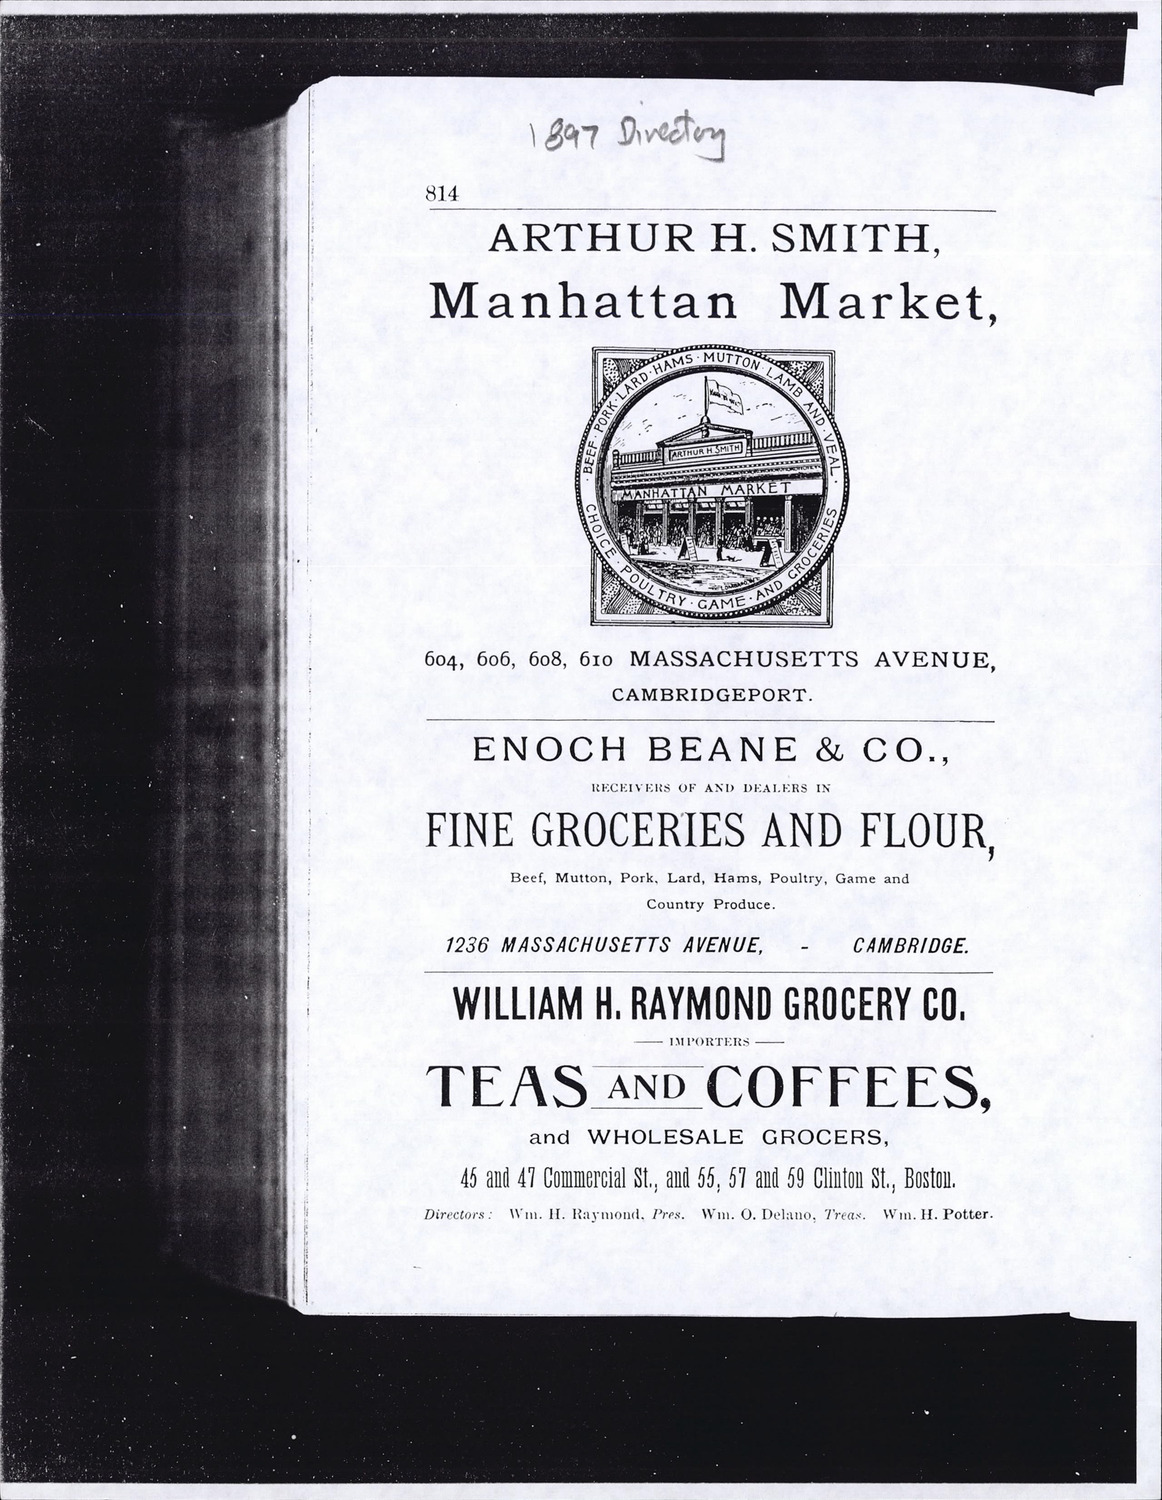 1897 Directory
814
ARTHUR H. SMITH,
Manhattan Market,
· BEEF · PORK · LARD · HAMS · MUTTON · LAMB AND · VEAL ·
ARTHUR H SMITH
MANHATTAN MARKET
CHOICE · POULTRY · GAME · AND GROCERIES
604, 606, 608, 610 MASSACHUSETTS AVENUE,
CAMBRIDGEPORT.
ENOCH BEANE & CO.,
RECEIVERS OF AND DEALERS IN
FINE GROCERIES AND FLOUR,
Beef, Mutton, Pork, Lard, Hams, Poultry, Game and
Country Produce.
1236 MASSACHUSETTS AVENUE, - CAMBRIDGE.
WILLIAM H. RAYMOND GROCERY CO.
— IMPORTERS —
TEAS AND COFFEES,
and WHOLESALE GROCERS,
45 and 47 Commercial St., and 55, 57 and 59 Clinton St., Boston.
Directors: Wm. H. Raymond, Pres. Wm. O. Delano, Treas. Wm. H. Potter.